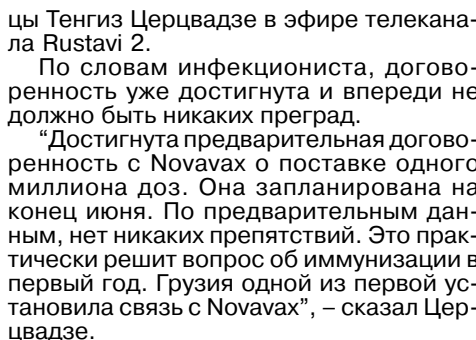 цы Тенгиз Церцвадзе в эфире телекана-
ла Rustavi 2.
По словам инфекциониста, догово-
ренность уже достигнута и впереди не
должно быть никаких преград.
“Достигнута предварительная догово-
ренность с Novavax о поставке одного
миллиона доз. Она запланирована на
конец июня. По предварительным дан-
ным, нет никаких препятствий. Это прак-
тически решит вопрос об иммунизации в
первый год. Грузия одной из первой ус-
тановила связь с Novavax”, – сказал Цер-
цвадзе.